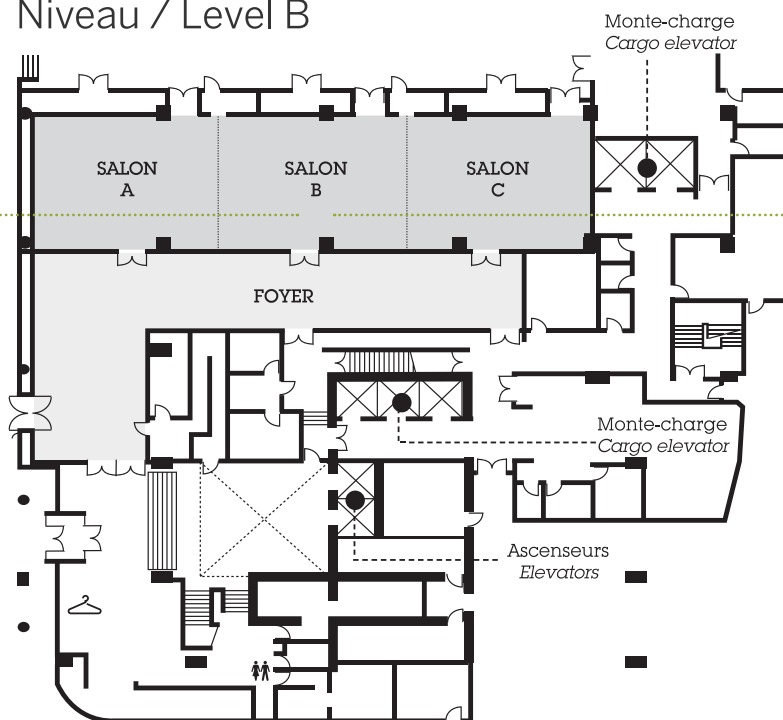 Niveau / Level B
Monte-charge
Cargo elevator
SALON
A
SALON
B
SALON
C
FOYER
Monte-charge
Cargo elevator
Ascenseurs
Elevators